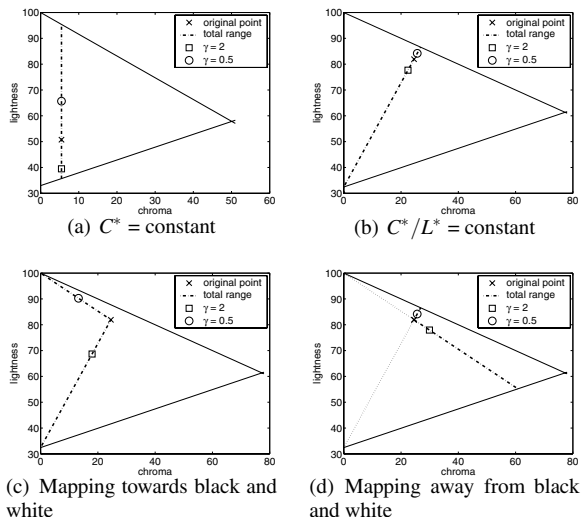 100
90
80
70
60
50
40
30
lightness
0 10 20 30 40 50 60
chroma
original point
total range
γ = 2
γ = 0.5
(a) C* = constant
100
90
80
70
60
50
40
30
lightness
0 20 40 60 80
chroma
original point
total range
γ = 2
γ = 0.5
(b) C*/L* = constant
100
90
80
70
60
50
40
30
lightness
0 20 40 60 80
chroma
original point
total range
γ = 2
γ = 0.5
(c) Mapping towards black and
white
100
90
80
70
60
50
40
30
lightness
0 20 40 60 80
chroma
original point
total range
γ = 2
γ = 0.5
(d) Mapping away from black
and white